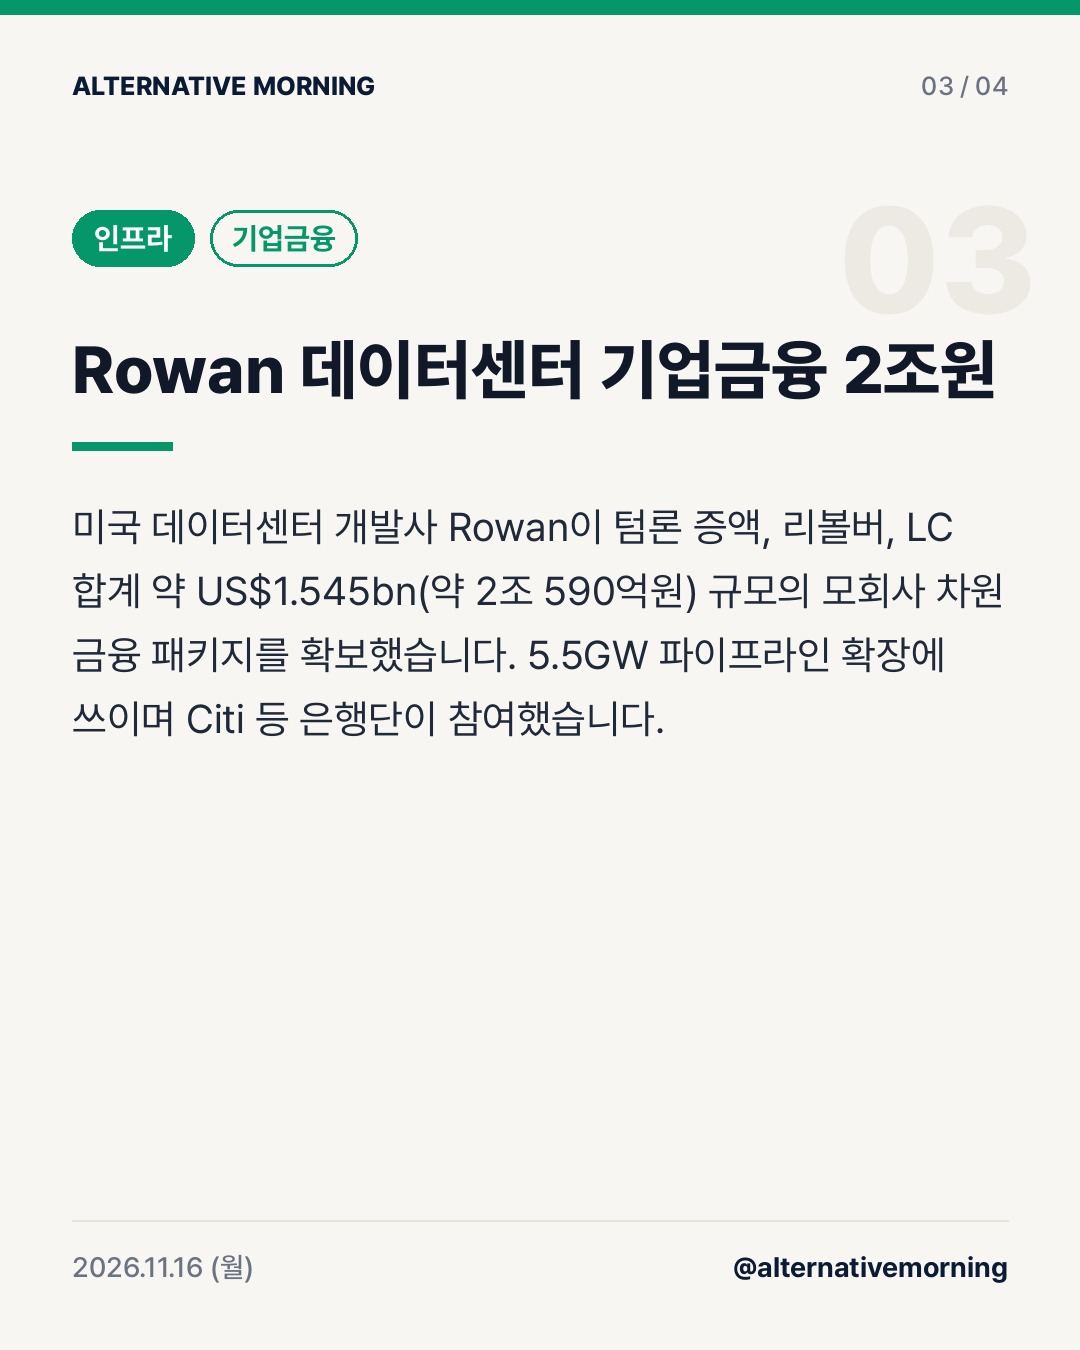 ALTERNATIVE MORNING
03 / 04
인프라
기업금융
03
Rowan 데이터센터 기업금융 2조원
미국 데이터센터 개발사 Rowan이 텀론 증액, 리볼버, LC
합계 약 US$1.545bn(약 2조 590억원) 규모의 모회사 차원
금융 패키지를 확보했습니다. 5.5GW 파이프라인 확장에
쓰이며 Citi 등 은행단이 참여했습니다.
2026.11.16 (월)
@alternativemorning